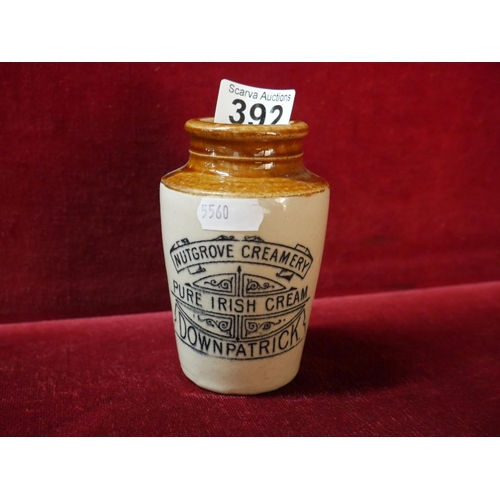 Scarva Auctions
392
5560
NUTGROVE CREAMERY
PURE IRISH CREAM
DOWNPATRICK